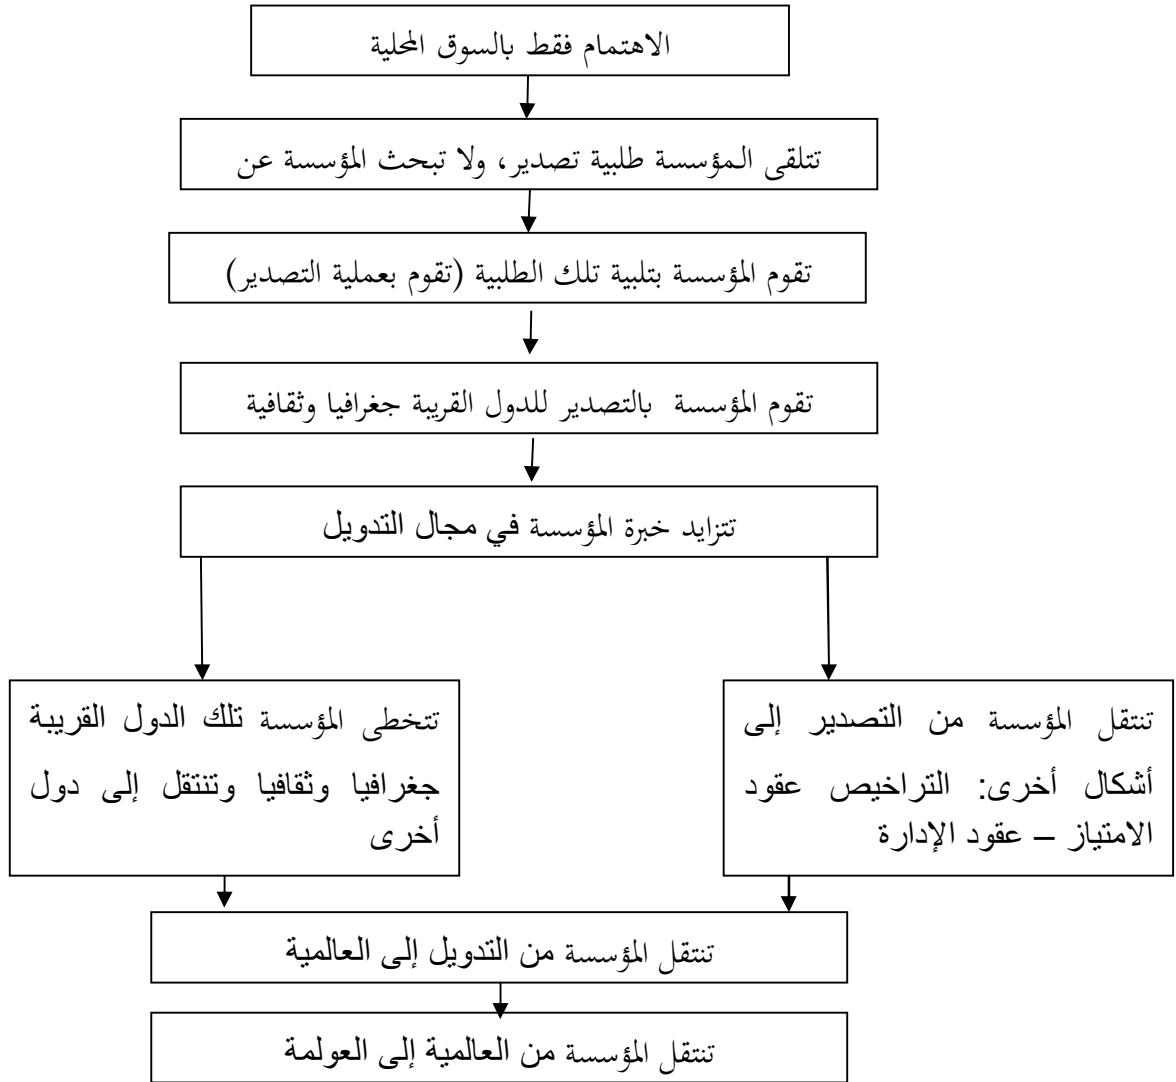 الاهتمام فقط بالسوق المحلية
تتلقى المؤسسة طلبية تصدير، ولا تبحث المؤسسة عن
تقوم المؤسسة بتلبية تلك الطلبية (تقوم بعملية التصدير)
تقوم المؤسسة بالتصدير للدول القريبة جغرافيا وثقافية
تتزايد خبرة المؤسسة في مجال التدويل
تنتقل المؤسسة من التصدير إلى
أشكال أخرى: التراخيص عقود
الامتياز – عقود الإدارة
تتخطى المؤسسة تلك الدول القريبة
جغرافيا وثقافيا وتنتقل إلى دول
أخرى
تنتقل المؤسسة من التدويل إلى العالمية
تنتقل المؤسسة من العالمية إلى العولمة